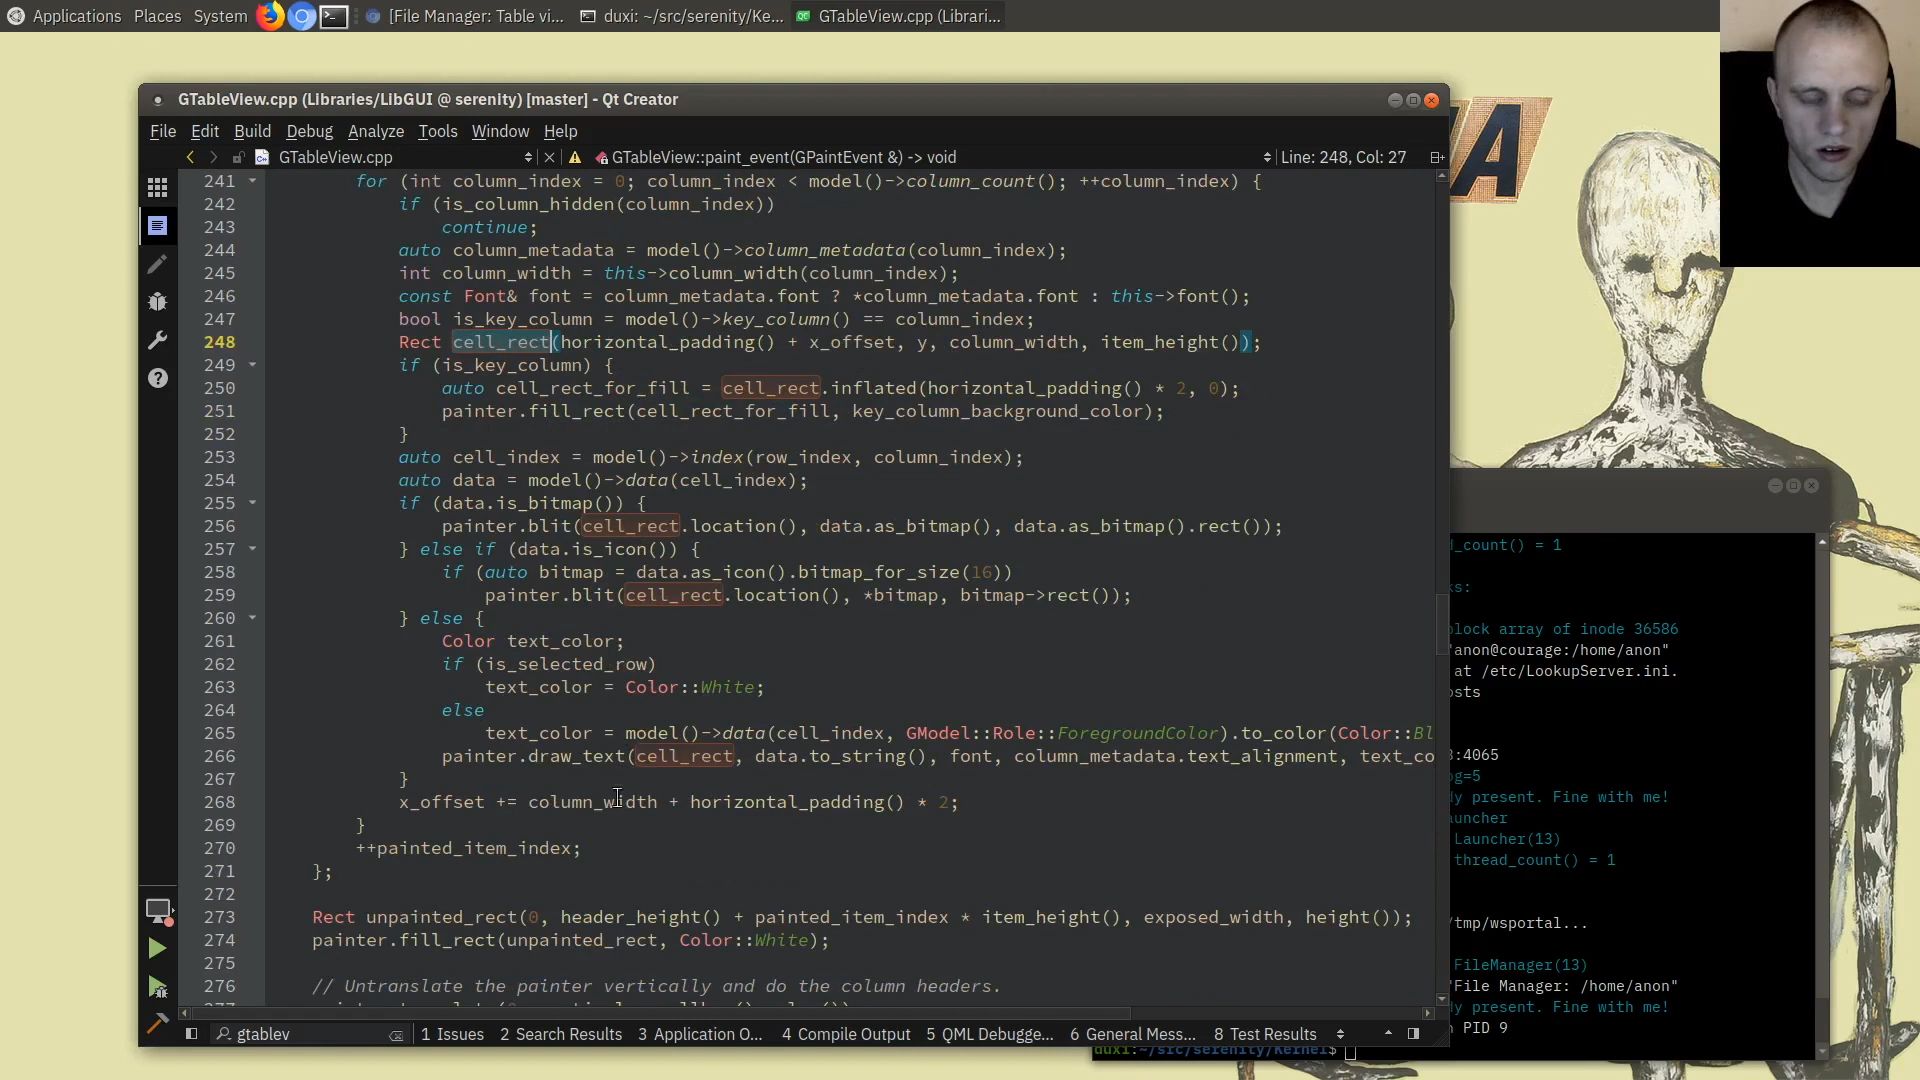 Applications Places System [File Manager: Table vi... duxi: ~/src/serenity/Ke... GTableView.cpp (Librari...
GTableView.cpp (Libraries/LibGUI @ serenity) [master] - Qt Creator
File Edit Build Debug Analyze Tools Window Help
GTableView.cpp GTableView::paint_event(GPaintEvent &) -> void Line: 248, Col: 27
241 for (int column_index = 0; column_index < model()->column_count(); ++column_index) {
242 if (is_column_hidden(column_index))
243 continue;
244 auto column_metadata = model()->column_metadata(column_index);
245 int column_width = this->column_width(column_index);
246 const Font& font = column_metadata.font ? *column_metadata.font : this->font();
247 bool is_key_column = model()->key_column() == column_index;
248 Rect cell_rect(horizontal_padding() + x_offset, y, column_width, item_height());
249 if (is_key_column) {
250 auto cell_rect_for_fill = cell_rect.inflated(horizontal_padding() * 2, 0);
251 painter.fill_rect(cell_rect_for_fill, key_column_background_color);
252 }
253 auto cell_index = model()->index(row_index, column_index);
254 auto data = model()->data(cell_index);
255 if (data.is_bitmap()) {
256 painter.blit(cell_rect.location(), data.as_bitmap(), data.as_bitmap().rect());
257 } else if (data.is_icon()) {
258 if (auto bitmap = data.as_icon().bitmap_for_size(16))
259 painter.blit(cell_rect.location(), *bitmap, bitmap->rect());
260 } else {
261 Color text_color;
262 if (is_selected_row)
263 text_color = Color::White;
264 else
265 text_color = model()->data(cell_index, GModel::Role::ForegroundColor).to_color(Color::Bl
266 painter.draw_text(cell_rect, data.to_string(), font, column_metadata.text_alignment, text_co
267 }
268 x_offset += column_width + horizontal_padding() * 2;
269 }
270 ++painted_item_index;
271 };
272
273 Rect unpainted_rect(0, header_height() + painted_item_index * item_height(), exposed_width, height());
274 painter.fill_rect(unpainted_rect, Color::White);
275
276 // Untranslate the painter vertically and do the column headers.
gtablev 1 Issues 2 Search Results 3 Application O... 4 Compile Output 5 QML Debugge... 6 General Mess... 8 Test Results
A
d_count() = 1
ks:
lock array of inode 36586
"anon@courage:/home/anon"
at /etc/LookupServer.ini.
osts
3:4065
og=5
dy present. Fine with me!
auncher
Launcher(13)
thread_count() = 1
/tmp/wsportal...
FileManager(13)
"File Manager: /home/anon"
dy present. Fine with me!
n PID 9
duxi:~/src/serenity/Kernel$